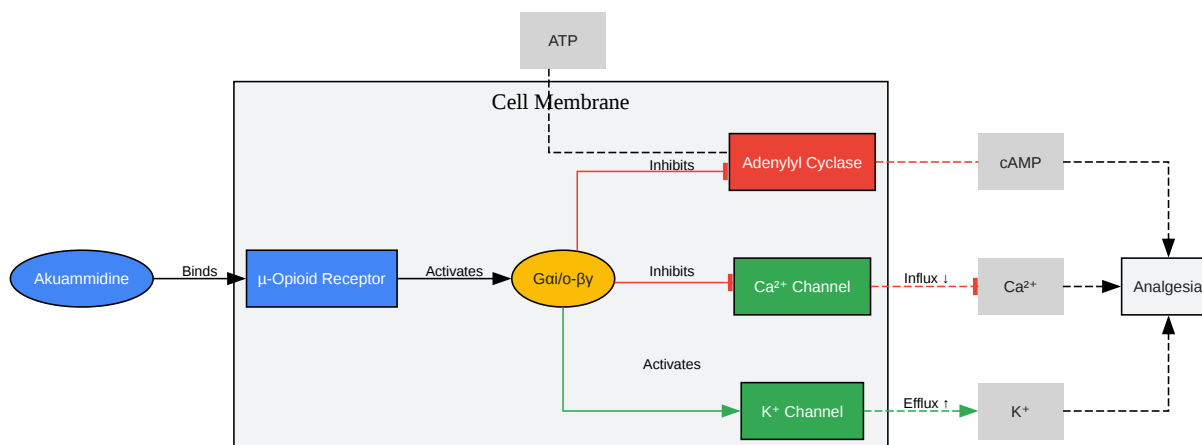 ATP
Cell Membrane
Adenylyl Cyclase
cAMP
Inhibits
Akuammidine
Binds
µ-Opioid Receptor
Activates
Gαi/o-βγ
Inhibits
Ca²⁺ Channel
Influx ↓
Ca²⁺
Analgesia
Activates
K⁺ Channel
Efflux ↑
K⁺